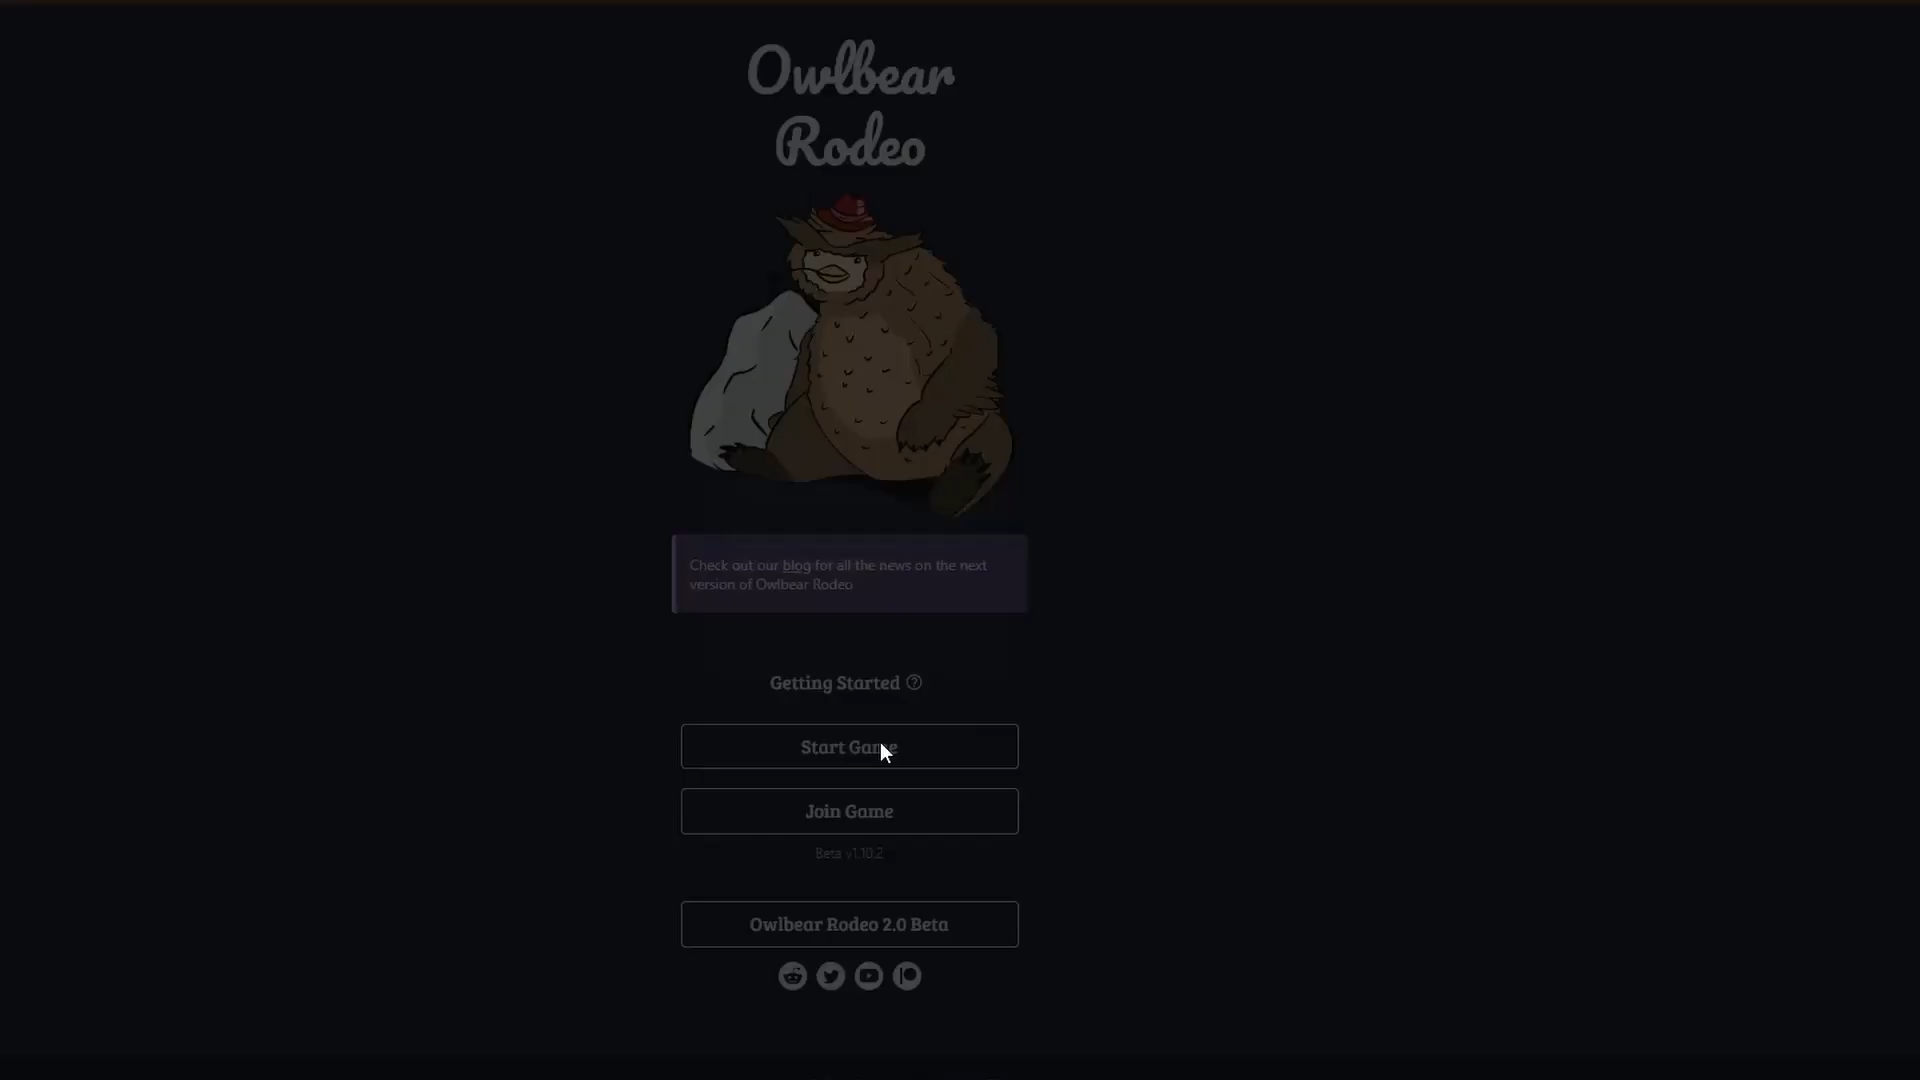 Owlbear
Rodeo
Check out our blog for all the news on the next
version of Owlbear Rodeo
Getting Started
Start Game
Join Game
Beta v1.10.2
Owlbear Rodeo 2.0 Beta